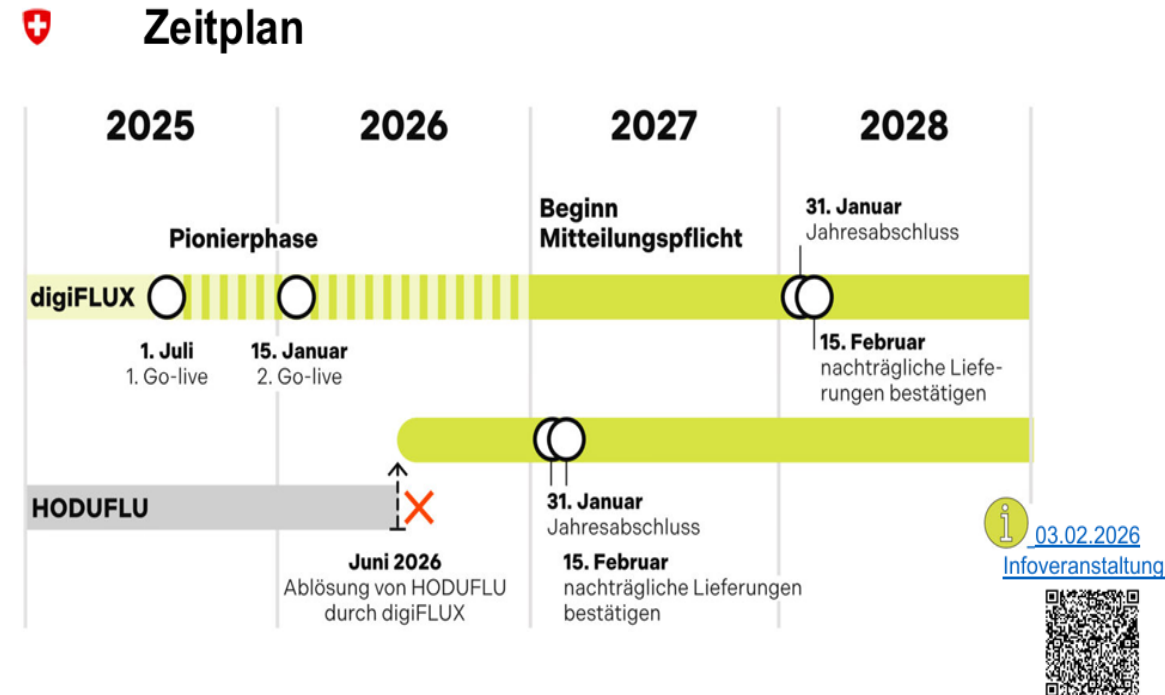 Zeitplan
2025
2026
2027
2028
Pionierphase
Beginn
Mitteilungspflicht
31. Januar
Jahresabschluss
digiFLUX
1. Juli
1. Go-live
15. Januar
2. Go-live
15. Februar
nachträgliche Liefe-
rungen bestätigen
HODUFLU
Juni 2026
Ablösung von HODUFLU
durch digiFLUX
31. Januar
Jahresabschluss
15. Februar
nachträgliche Lieferungen
bestätigen
i
03.02.2026
Infoveranstaltung